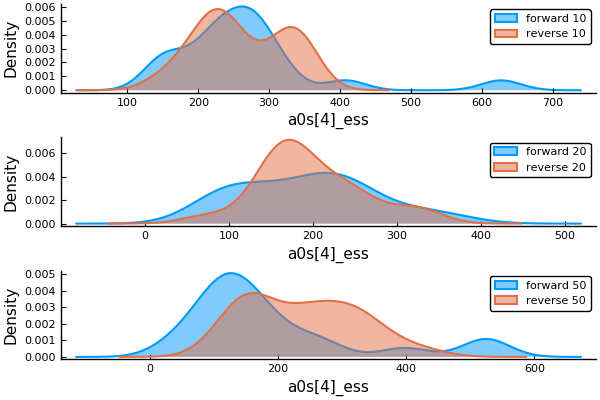 0.006
0.005
0.004
0.003
0.002
0.001
0.000
Density
forward 10
reverse 10
100 200 300 400 500 600 700
a0s[4]_ess
0.006
0.004
0.002
0.000
Density
forward 20
reverse 20
0 100 200 300 400 500
a0s[4]_ess
0.005
0.004
0.003
0.002
0.001
0.000
Density
forward 50
reverse 50
0 200 400 600
a0s[4]_ess